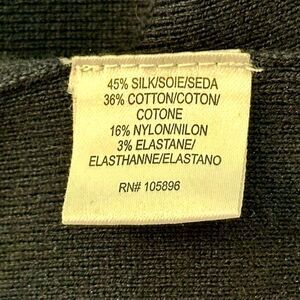 45% SILK/SOIE/SEDA
36% COTTON/COTON/
COTONE
16% NYLON/NILON
3% ELASTANE/
ELASTHANNE/ELASTANO
RN# 105896